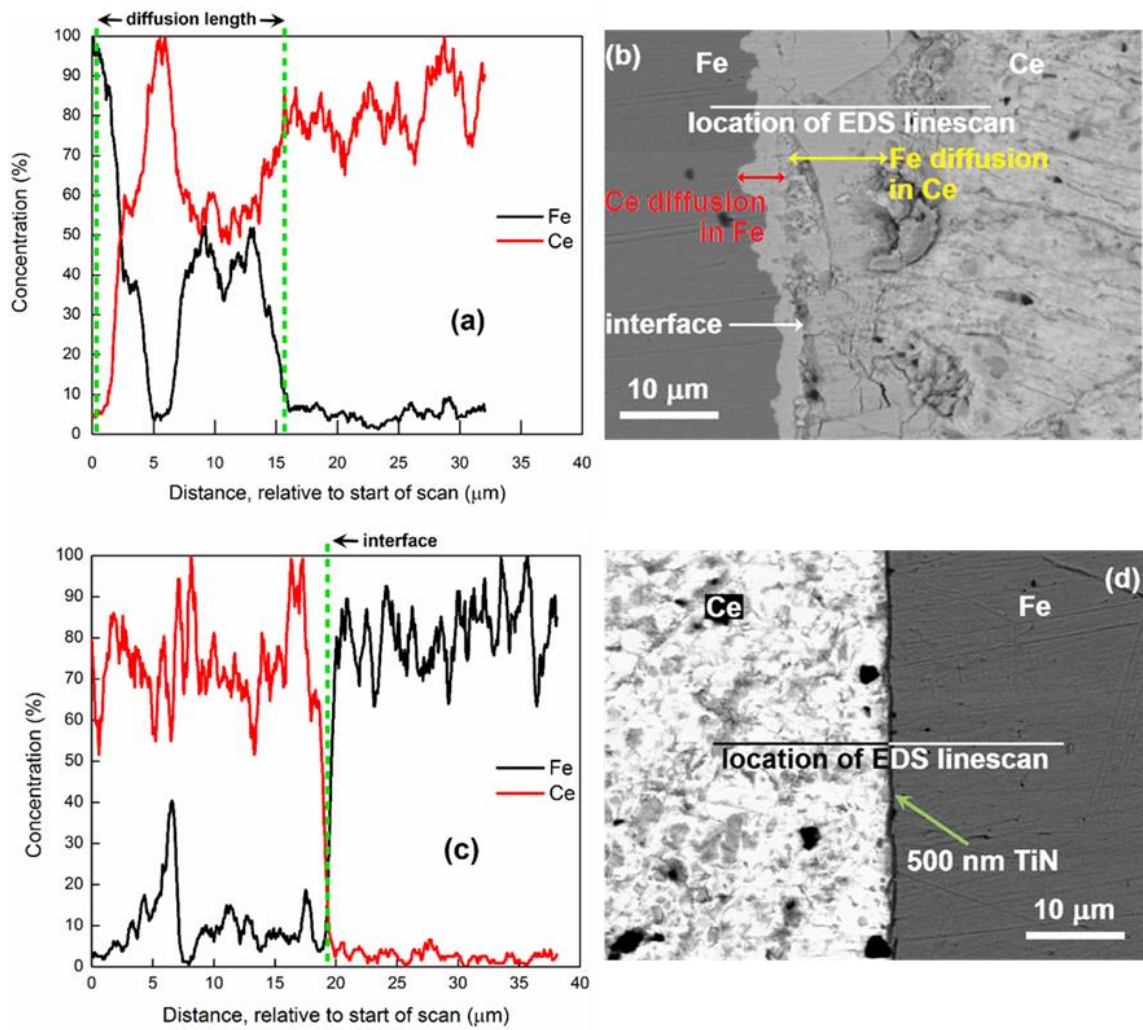 diffusion length
100
90
80
70
60
50
40
30
20
10
0
Concentration (%)
Fe
Ce
(a)
0 5 10 15 20 25 30 35 40
Distance, relative to start of scan (μm)
(b)
Fe
Ce
location of EDS linescan
Fe diffusion
in Ce
Ce diffusion
in Fe
interface
10 μm
interface
100
90
80
70
60
50
40
30
20
10
0
Concentration (%)
Fe
Ce
(c)
0 5 10 15 20 25 30 35 40
Distance, relative to start of scan (μm)
(d)
Ce
Fe
location of EDS linescan
500 nm TiN
10 μm